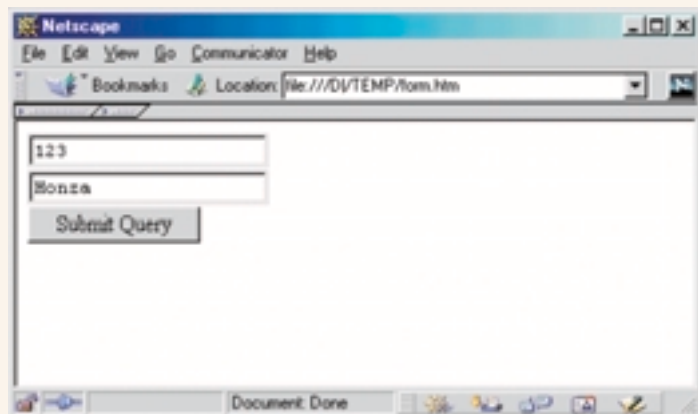 Netscape
File Edit View Go Communicator Help
Bookmarks Location: file:///D|/TEMP/form.htm
123
Honza
Submit Query
Document: Done